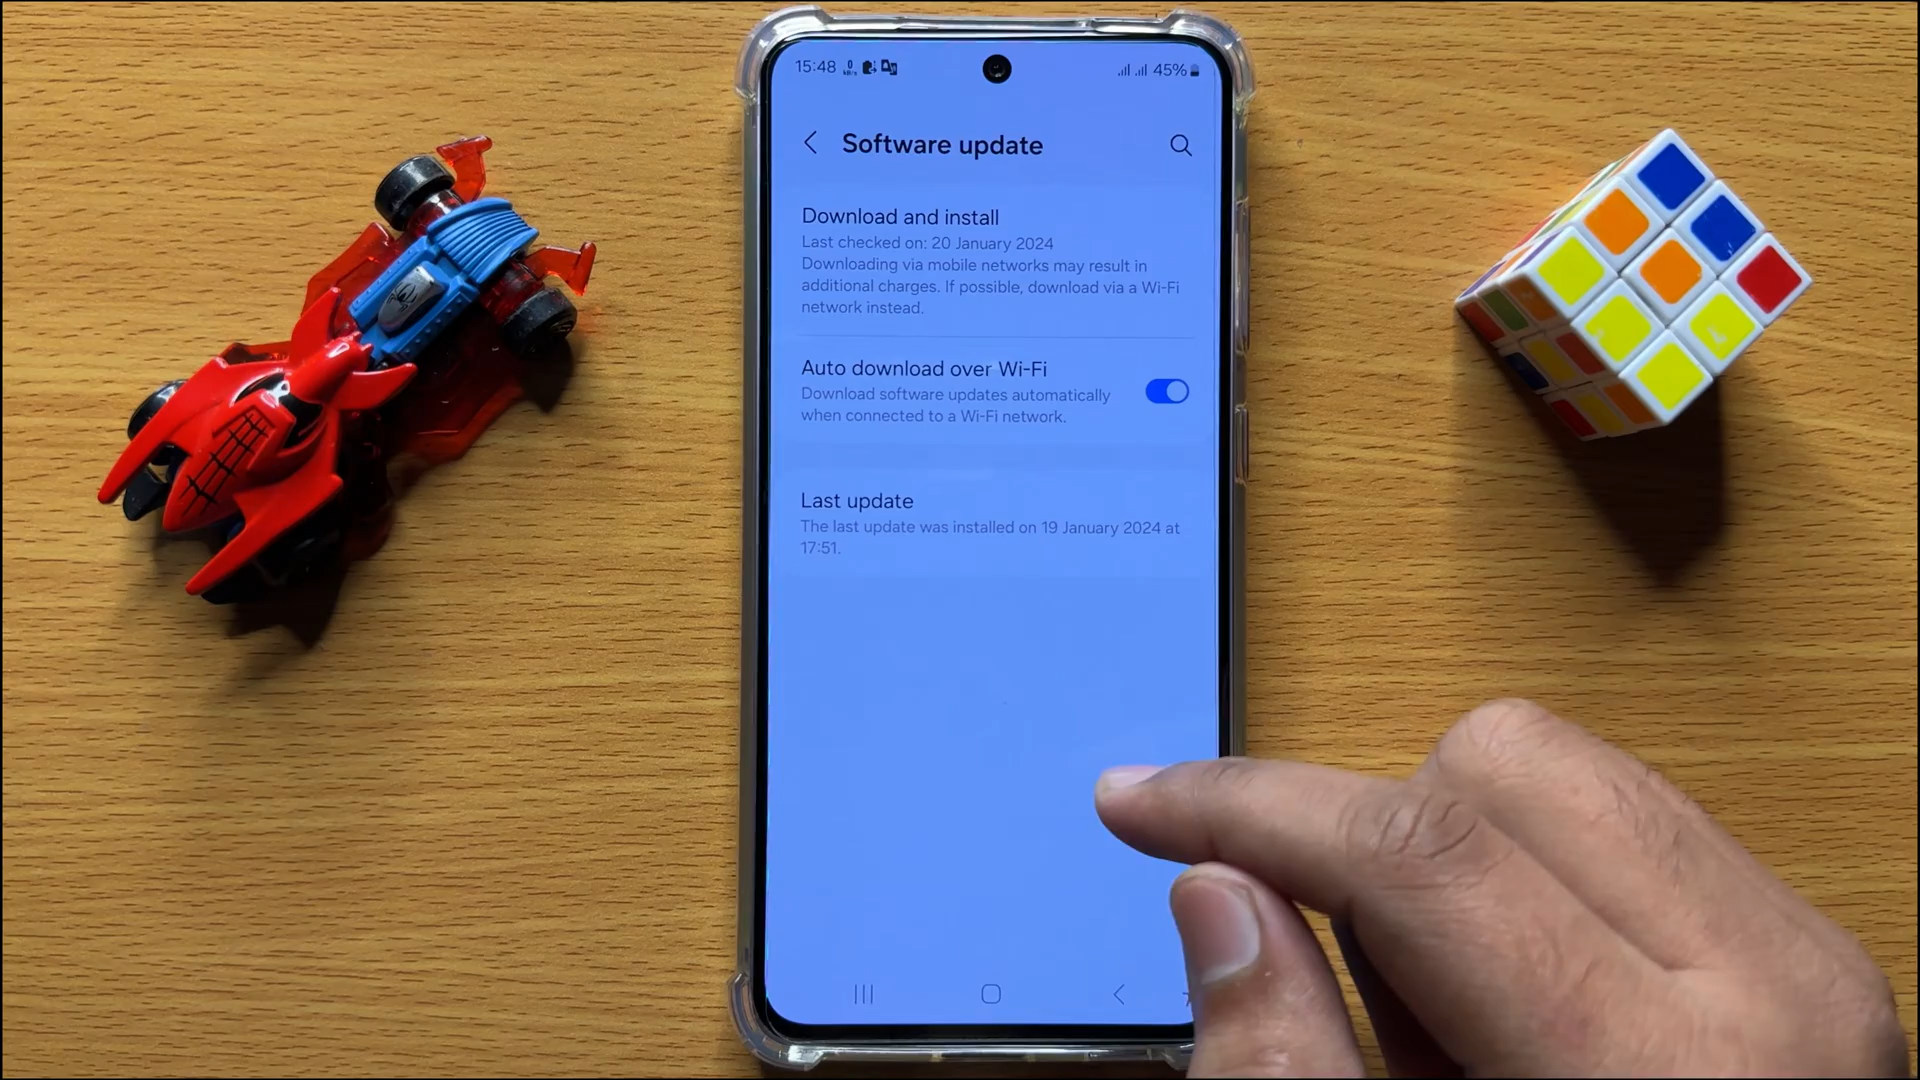 15:48 0 kB/s 45%
Software update
Download and install
Last checked on: 20 January 2024
Downloading via mobile networks may result in
additional charges. If possible, download via a Wi-Fi
network instead.
Auto download over Wi-Fi
Download software updates automatically
when connected to a Wi-Fi network.
Last update
The last update was installed on 19 January 2024 at
17:51.